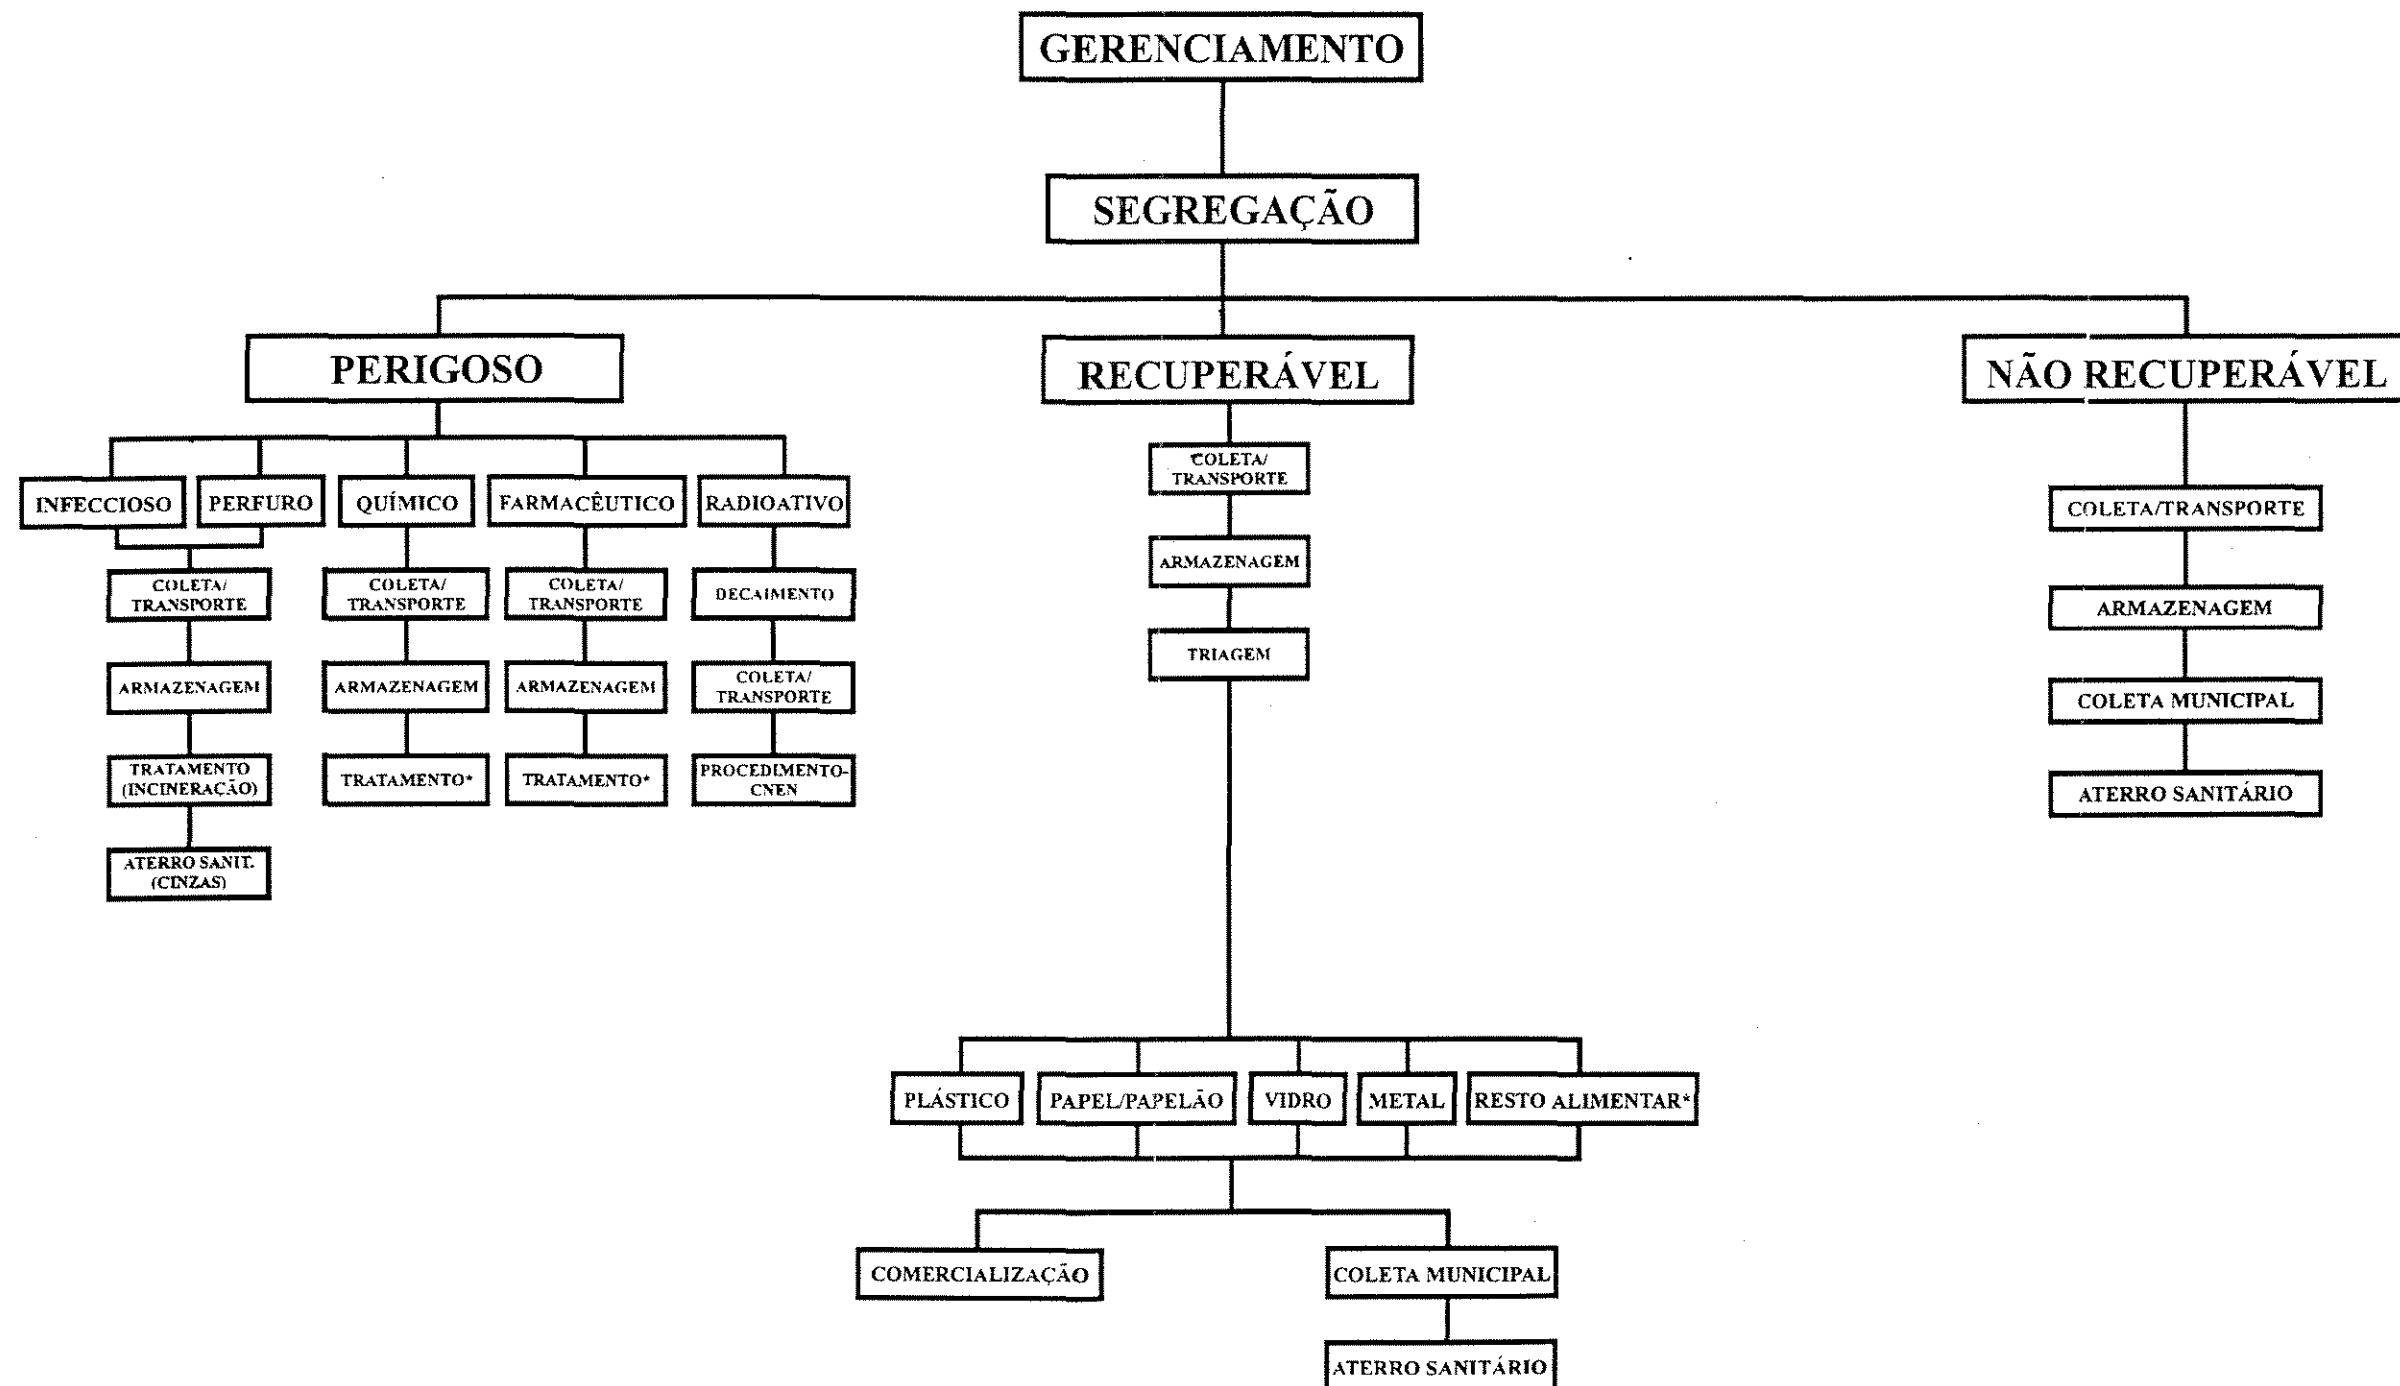 GERENCIAMENTO
SEGREGAÇÃO
PERIGOSO
RECUPERÁVEL
NÃO RECUPERÁVEL
INFECCIOSO
PERFURO
QUÍMICO
FARMACÊUTICO
RADIOATIVO
COLETA/
TRANSPORTE
COLETA/
TRANSPORTE
COLETA/
TRANSPORTE
DECAIMENTO
ARMAZENAGEM
ARMAZENAGEM
ARMAZENAGEM
COLETA/
TRANSPORTE
TRATAMENTO
(INCINERAÇÃO)
TRATAMENTO*
TRATAMENTO*
PROCEDIMENTO-
CNEN
ATERRO SANIT.
(CINZAS)
COLETA/
TRANSPORTE
ARMAZENAGEM
TRIAGEM
COLETA/TRANSPORTE
ARMAZENAGEM
COLETA MUNICIPAL
ATERRO SANITÁRIO
PLÁSTICO
PAPEL/PAPELÃO
VIDRO
METAL
RESTO ALIMENTAR*
COMERCIALIZAÇÃO
COLETA MUNICIPAL
ATERRO SANITÁRIO